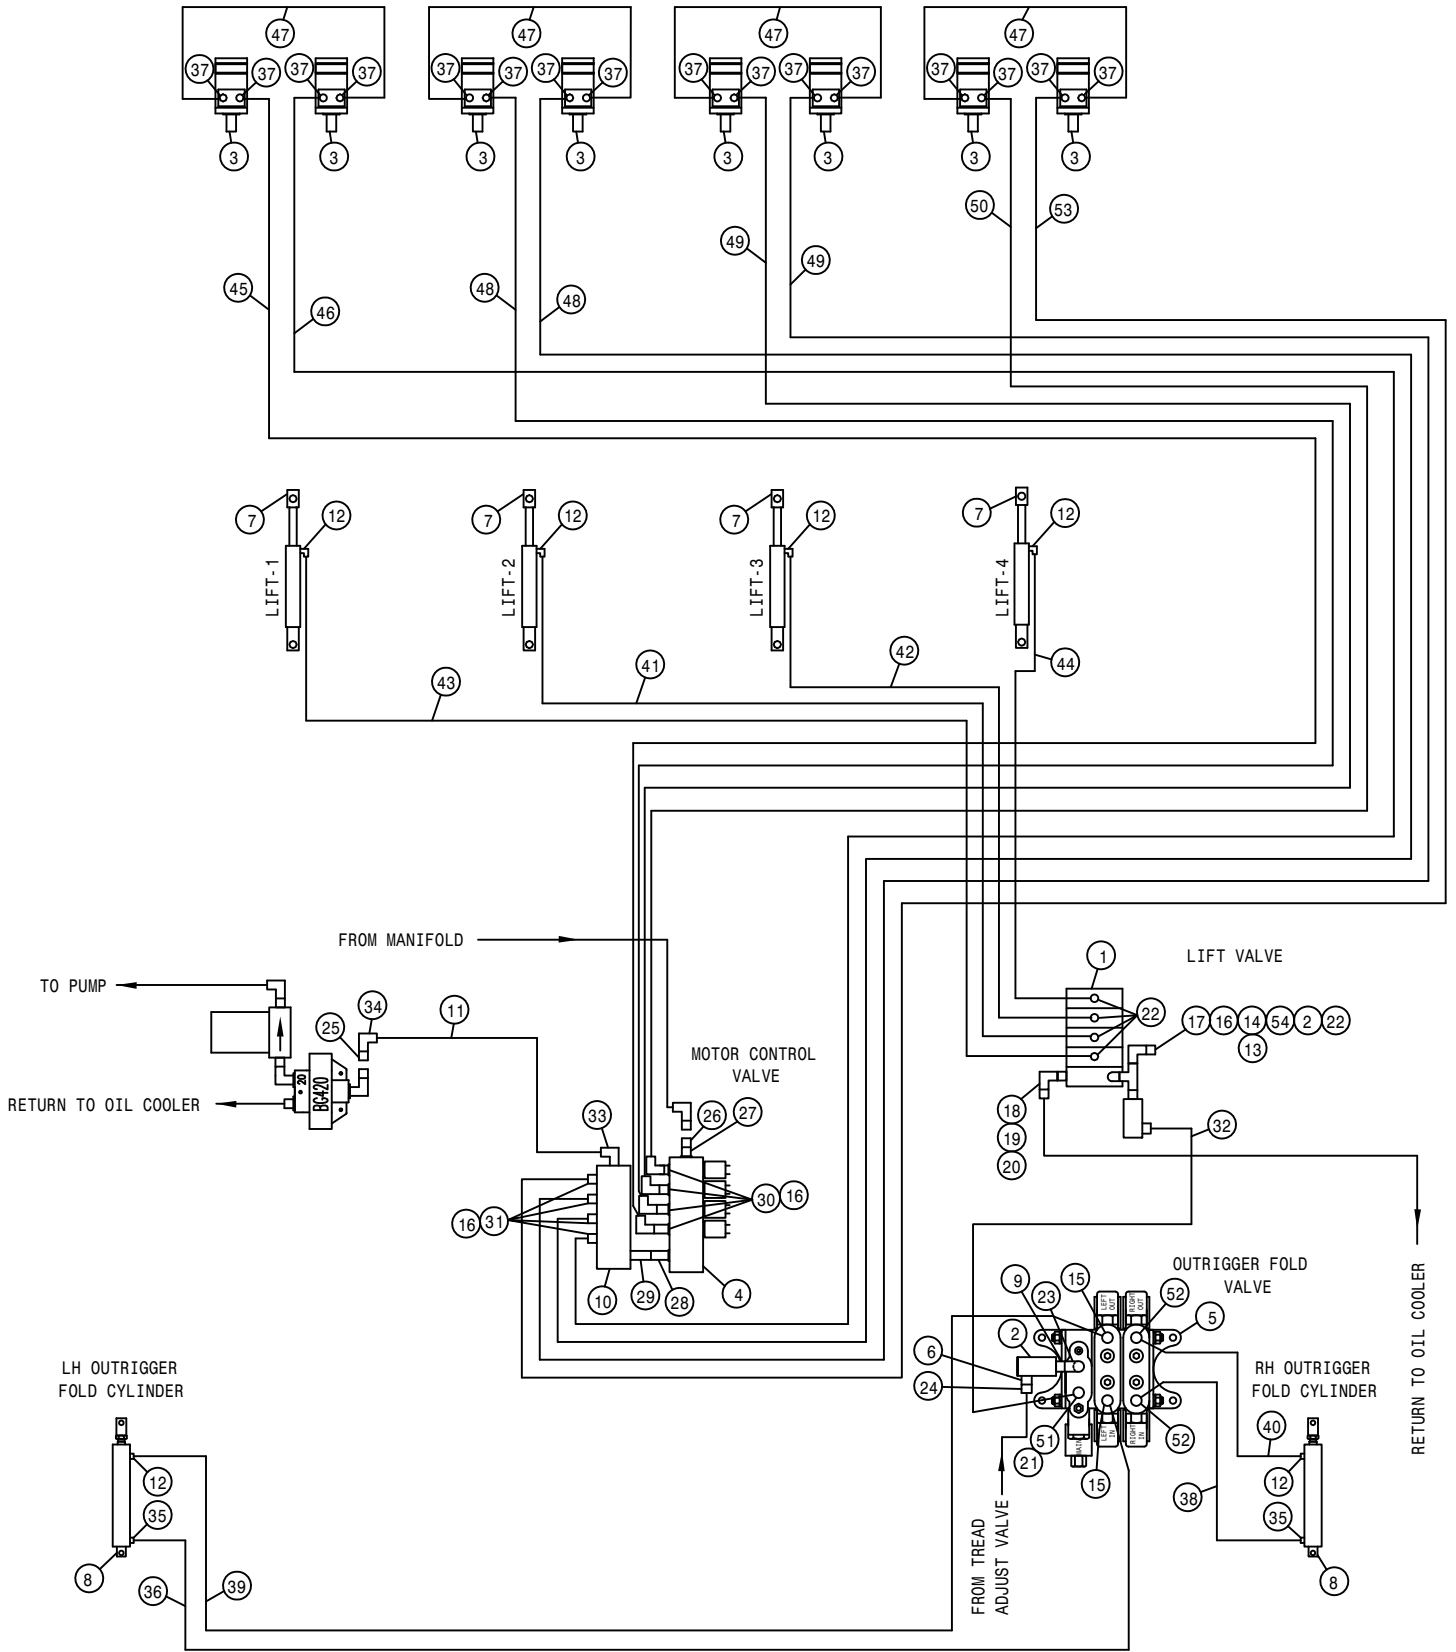 47 47 47 47
37 37 37 37 37 37 37 37 37 37 37 37 37 37 37 37
3 3 3 3 3 3 3 3
50 53
49 49
45 46 48 48
7 12 7 12 7 12 7 12
LIFT-1
LIFT-2
LIFT-3
LIFT-4
43 41 42 44
FROM MANIFOLD
1
LIFT VALVE
TO PUMP
25 34 11
22
17 16 14 54 2 22
13
MOTOR CONTROL
VALVE
20
BG420
RETURN TO OIL COOLER
33
26 27
18
19
20
32
16 31
30 16
10 29 28 4
RETURN TO OIL COOLER
OUTRIGGER FOLD
VALVE
9 23 15 52 5
2
6
24
LEFT
OUT
RIGHT
OUT
LEFT
IN
RIGHT
IN
MAIN
51
21
15
52
LH OUTRIGGER
FOLD CYLINDER
RH OUTRIGGER
FOLD CYLINDER
12
35
8
36
39
40
38
12
35
8
FROM TREAD
ADJUST VALVE